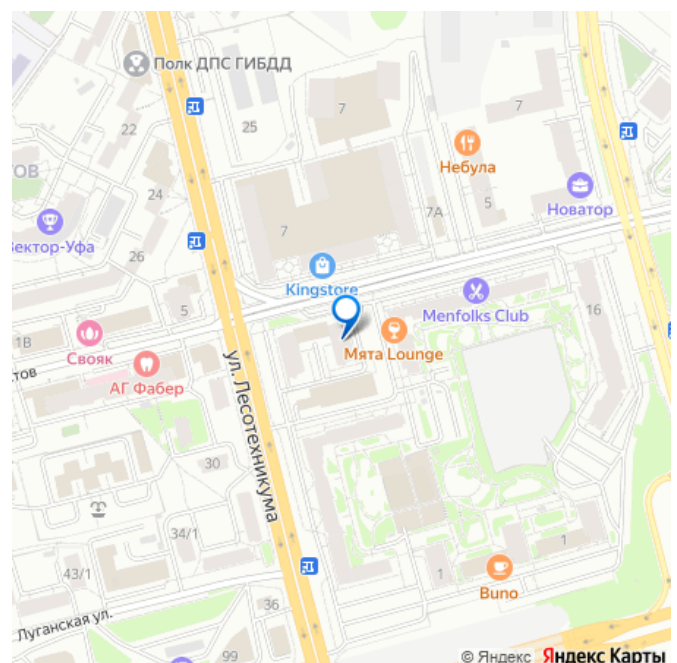 Полк ДПС ГИБДД
7
7
22
25
ОВ
24
Небула
Новатор
7А
5
Вектор-Уфа
7
26
Kingstore
5
Menfolks Club
16
1В
Свояк
Мята Lounge
тов
АГ Фабер
ул. Лесотехникума
30
34/1
43/1
1
1
Buno
36
Луганская ул.
99
© Яндекс Яндекс Карты